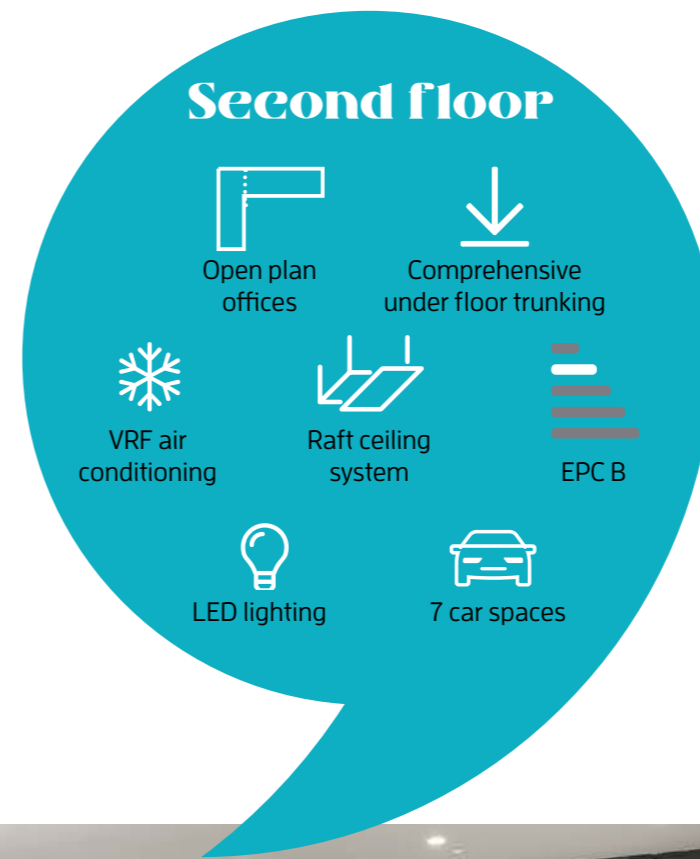 Second floor
Open plan
offices
Comprehensive
under floor trunking
VRF air
conditioning
Raft ceiling
system
EPC B
LED lighting
7 car spaces